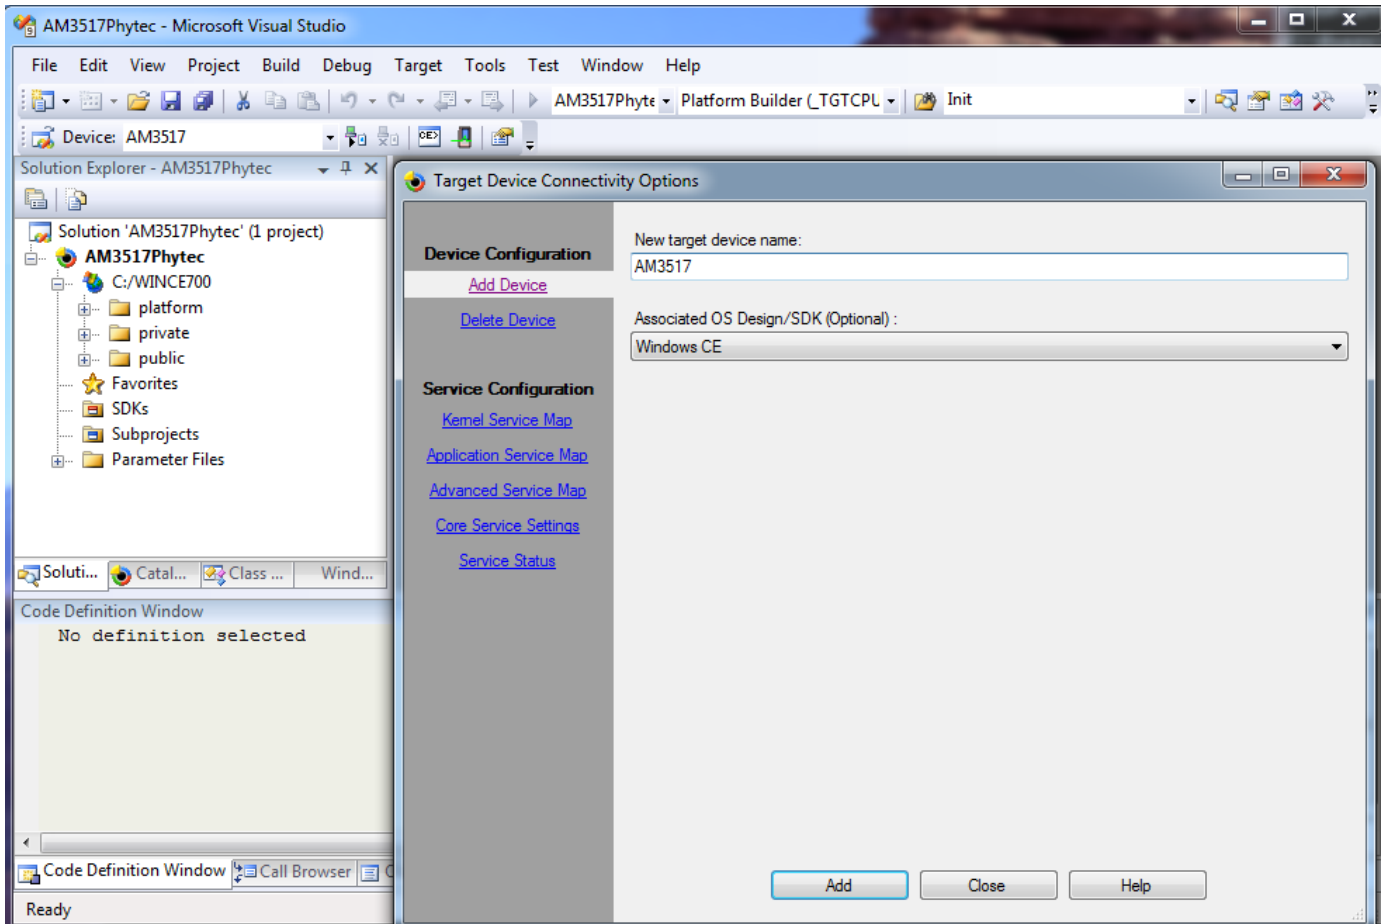 AM3517Phytec - Microsoft Visual Studio
File Edit View Project Build Debug Target Tools Test Window Help
AM3517Phyte Platform Builder (_TGTCPU Init
Device: AM3517
Solution Explorer - AM3517Phytec
Solution 'AM3517Phytec' (1 project)
AM3517Phytec
C:/WINCE700
platform
private
public
Favorites
SDKs
Subprojects
Parameter Files
Soluti... Catal... Class ... Wind...
Code Definition Window
No definition selected
Code Definition Window Call Browser C
Ready
Target Device Connectivity Options
Device Configuration
Add Device
Delete Device
Service Configuration
Kernel Service Map
Application Service Map
Advanced Service Map
Core Service Settings
Service Status
New target device name:
AM3517
Associated OS Design/SDK (Optional) :
Windows CE
Add Close Help